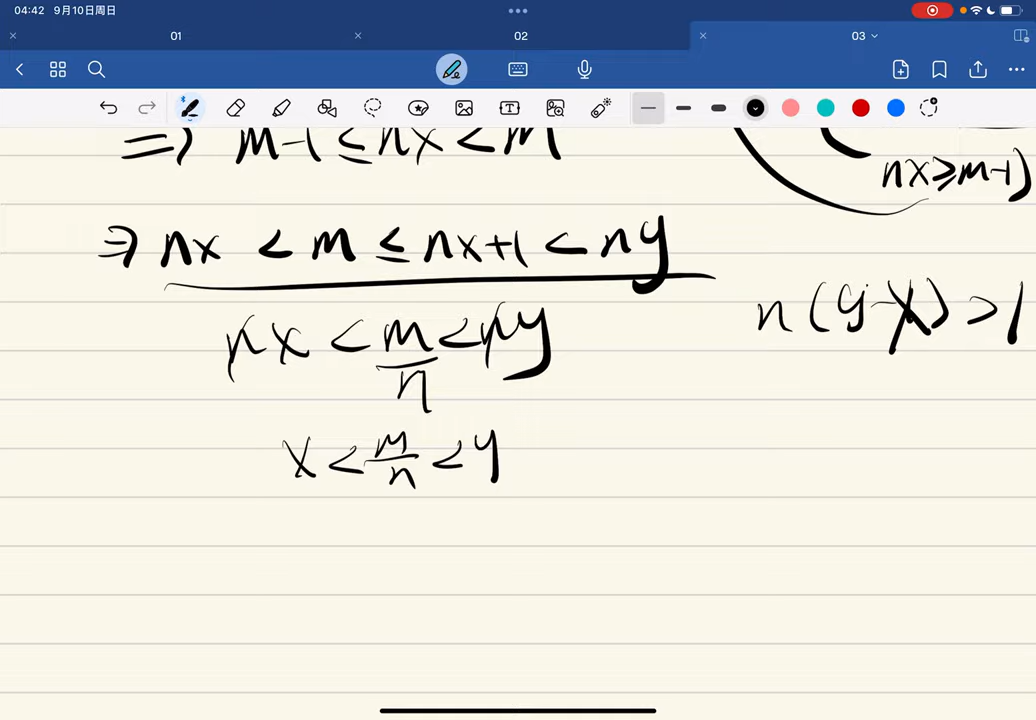 04:42 9月10日周日
01 02 03
⇒ m-1 ≤ nx < m
nx ≥ m-1)
⇒ nx < m ≤ nx+1 < ny
n(y-x) > 1
nx < m/n < ny
x < m/n < y